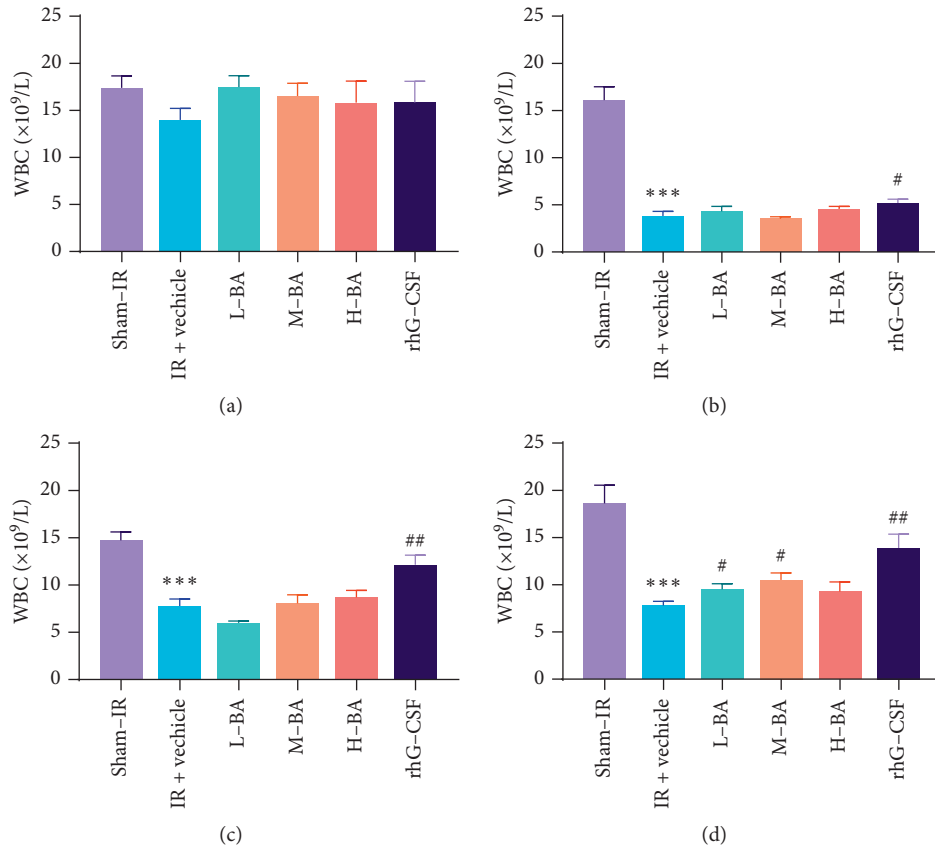 25
20
15
10
5
0
WBC (×10⁹/L)
Sham–IR
IR + vechicle
L–BA
M–BA
H–BA
rhG–CSF
(a)
25
20
15
10
5
0
WBC (×10⁹/L)
***
#
Sham–IR
IR + vechicle
L–BA
M–BA
H–BA
rhG–CSF
(b)
25
20
15
10
5
0
WBC (×10⁹/L)
***
##
Sham–IR
IR + vechicle
L–BA
M–BA
H–BA
rhG–CSF
(c)
25
20
15
10
5
0
WBC (×10⁹/L)
***
#
#
##
Sham–IR
IR + vechicle
L–BA
M–BA
H–BA
rhG–CSF
(d)